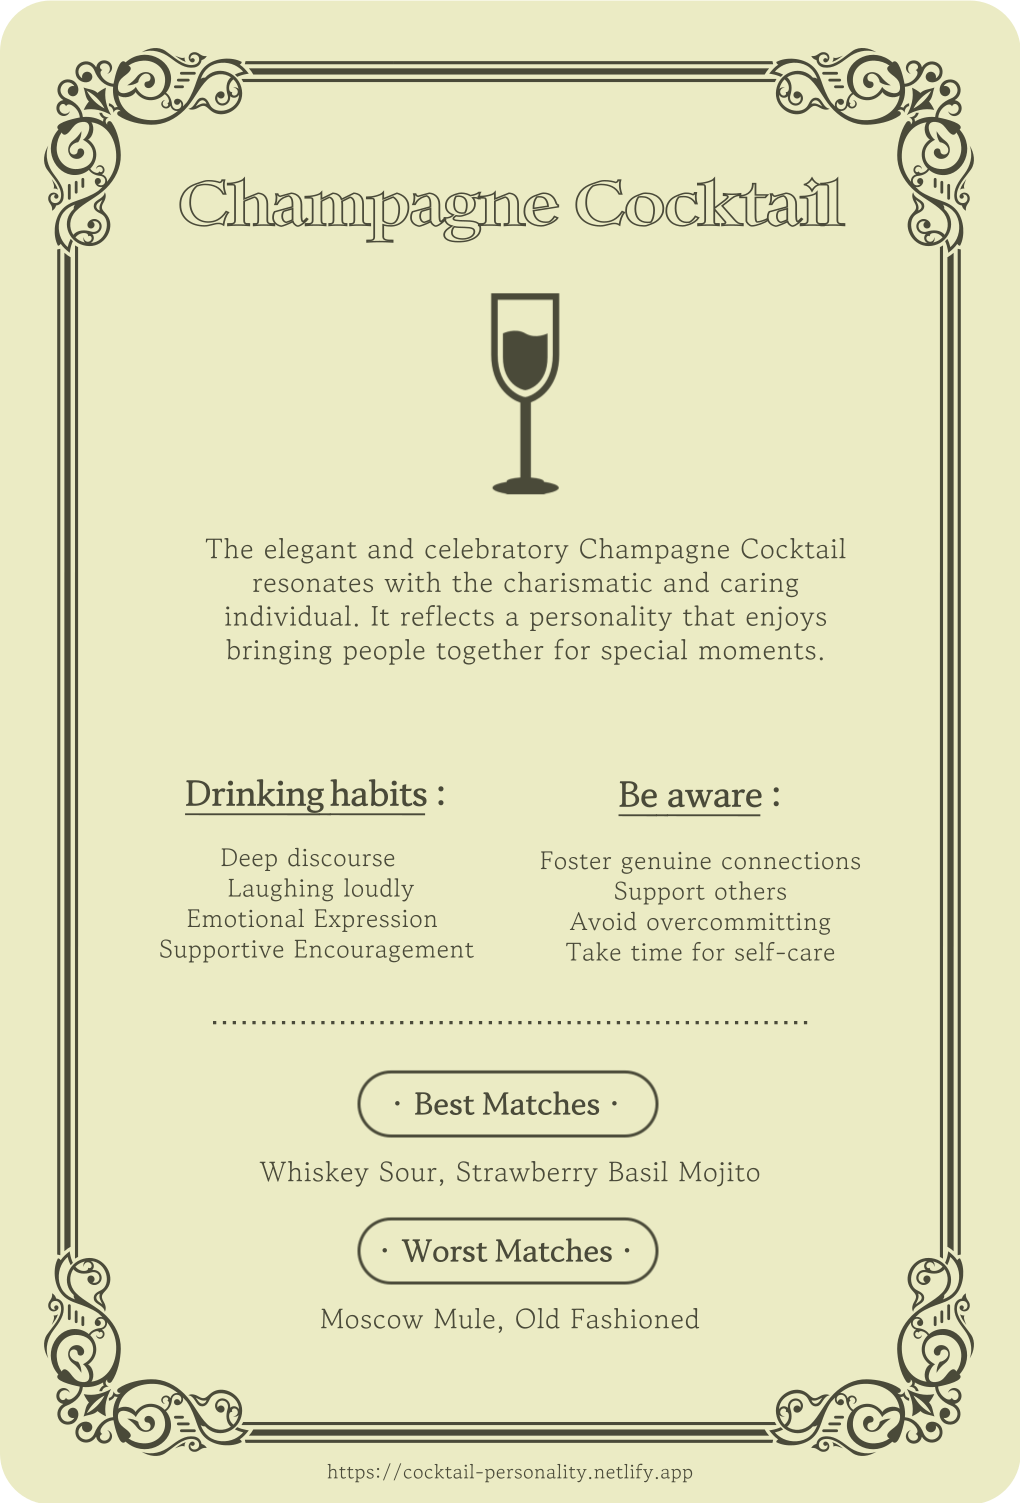 Champagne Cocktail
The elegant and celebratory Champagne Cocktail
resonates with the charismatic and caring
individual. It reflects a personality that enjoys
bringing people together for special moments.
Drinking habits :
Deep discourse
Laughing loudly
Emotional Expression
Supportive Encouragement
Be aware :
Foster genuine connections
Support others
Avoid overcommitting
Take time for self-care
· Best Matches ·
Whiskey Sour, Strawberry Basil Mojito
· Worst Matches ·
Moscow Mule, Old Fashioned
https://cocktail-personality.netlify.app